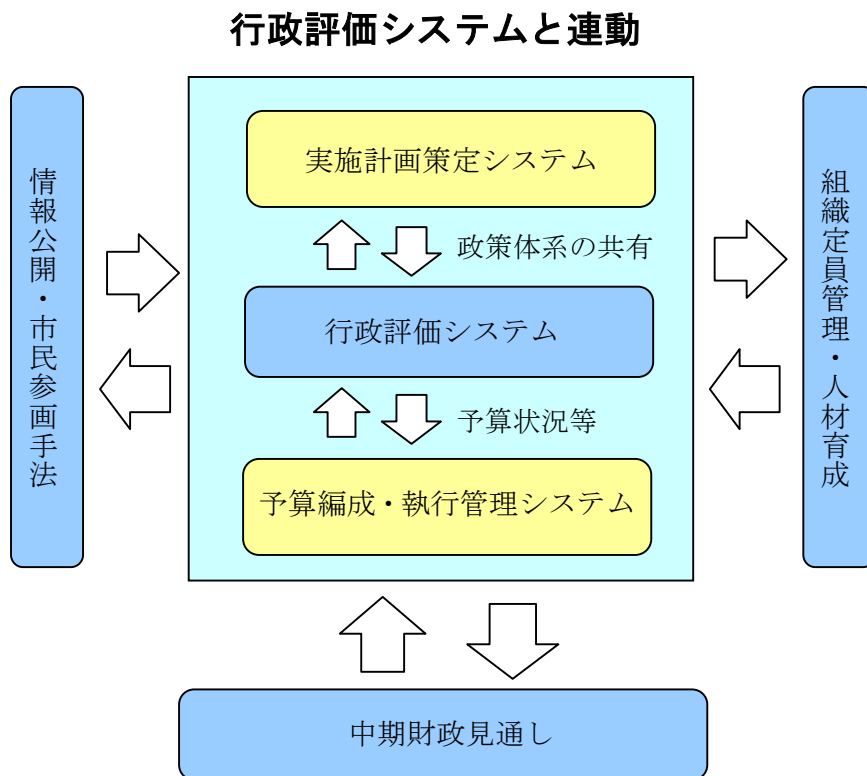 行政評価システムと連動
情報公開・市民参画手法
実施計画策定システム
政策体系の共有
行政評価システム
予算状況等
予算編成・執行管理システム
組織定員管理・人材育成
中期財政見通し